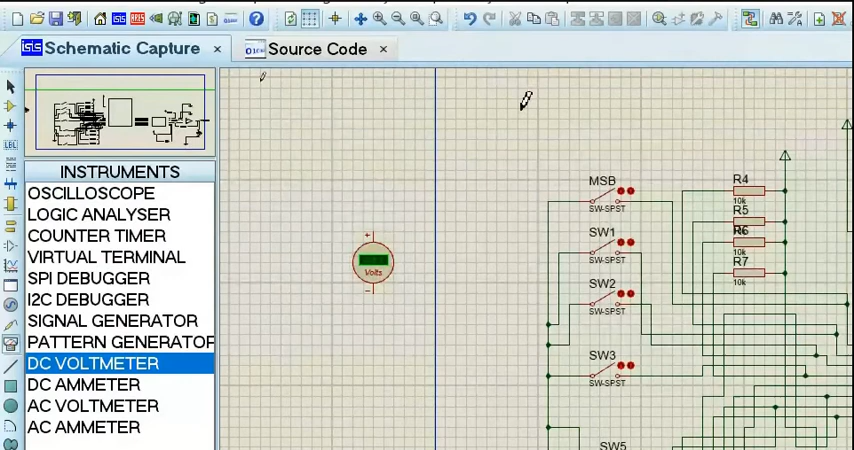 isis Schematic Capture ×
Source Code ×
LBL
INSTRUMENTS
OSCILLOSCOPE
LOGIC ANALYSER
COUNTER TIMER
VIRTUAL TERMINAL
SPI DEBUGGER
I2C DEBUGGER
SIGNAL GENERATOR
PATTERN GENERATOR
DC VOLTMETER
DC AMMETER
AC VOLTMETER
AC AMMETER
+
Volts
MSB
SW-SPST
SW1
SW-SPST
SW2
SW-SPST
SW3
SW-SPST
SW5
R4
10k
R5
R6
10k
R7
10k